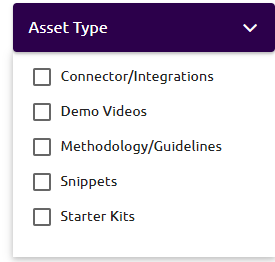 Asset Type
Connector/Integrations
Demo Videos
Methodology/Guidelines
Snippets
Starter Kits